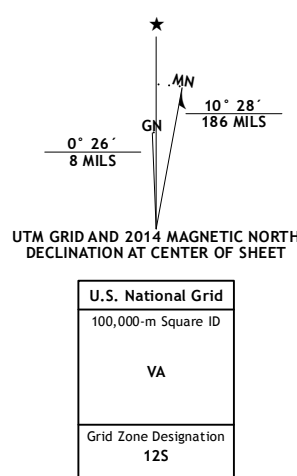 ★
MN
GN
10° 28´
186 MILS
0° 26´
8 MILS
UTM GRID AND 2014 MAGNETIC NORTH
DECLINATION AT CENTER OF SHEET
U.S. National Grid
100,000-m Square ID
VA
Grid Zone Designation
12S